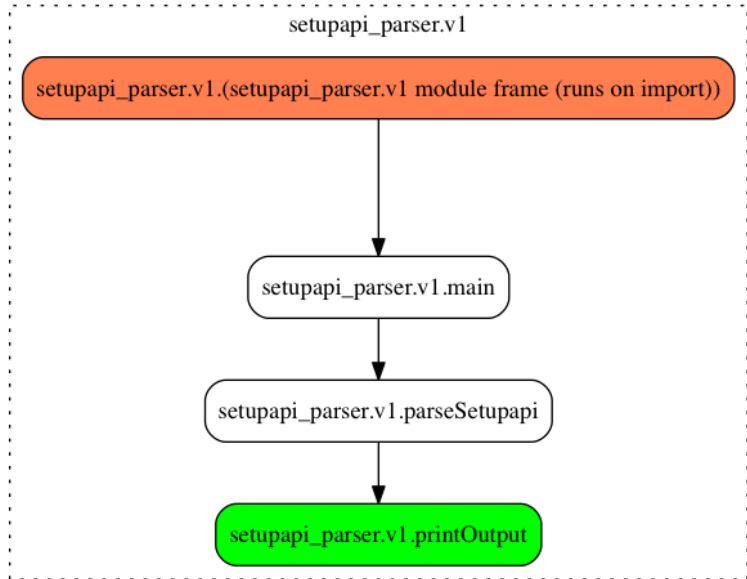 setupapi_parser.v1
setupapi_parser.v1.(setupapi_parser.v1 module frame (runs on import))
setupapi_parser.v1.main
setupapi_parser.v1.parseSetupapi
setupapi_parser.v1.printOutput